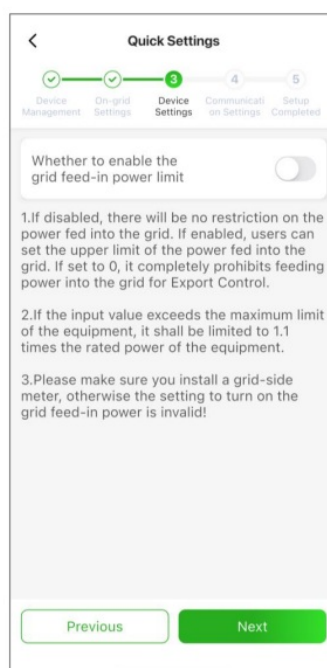 Quick Settings
3
4
5
Device
Management
On-grid
Settings
Device
Settings
Communicati
on Settings
Setup
Completed
Whether to enable the
grid feed-in power limit
1.If disabled, there will be no restriction on the
power fed into the grid. If enabled, users can
set the upper limit of the power fed into the
grid. If set to 0, it completely prohibits feeding
power into the grid for Export Control.
2.If the input value exceeds the maximum limit
of the equipment, it shall be limited to 1.1
times the rated power of the equipment.
3.Please make sure you install a grid-side
meter, otherwise the setting to turn on the
grid feed-in power is invalid!
Previous
Next